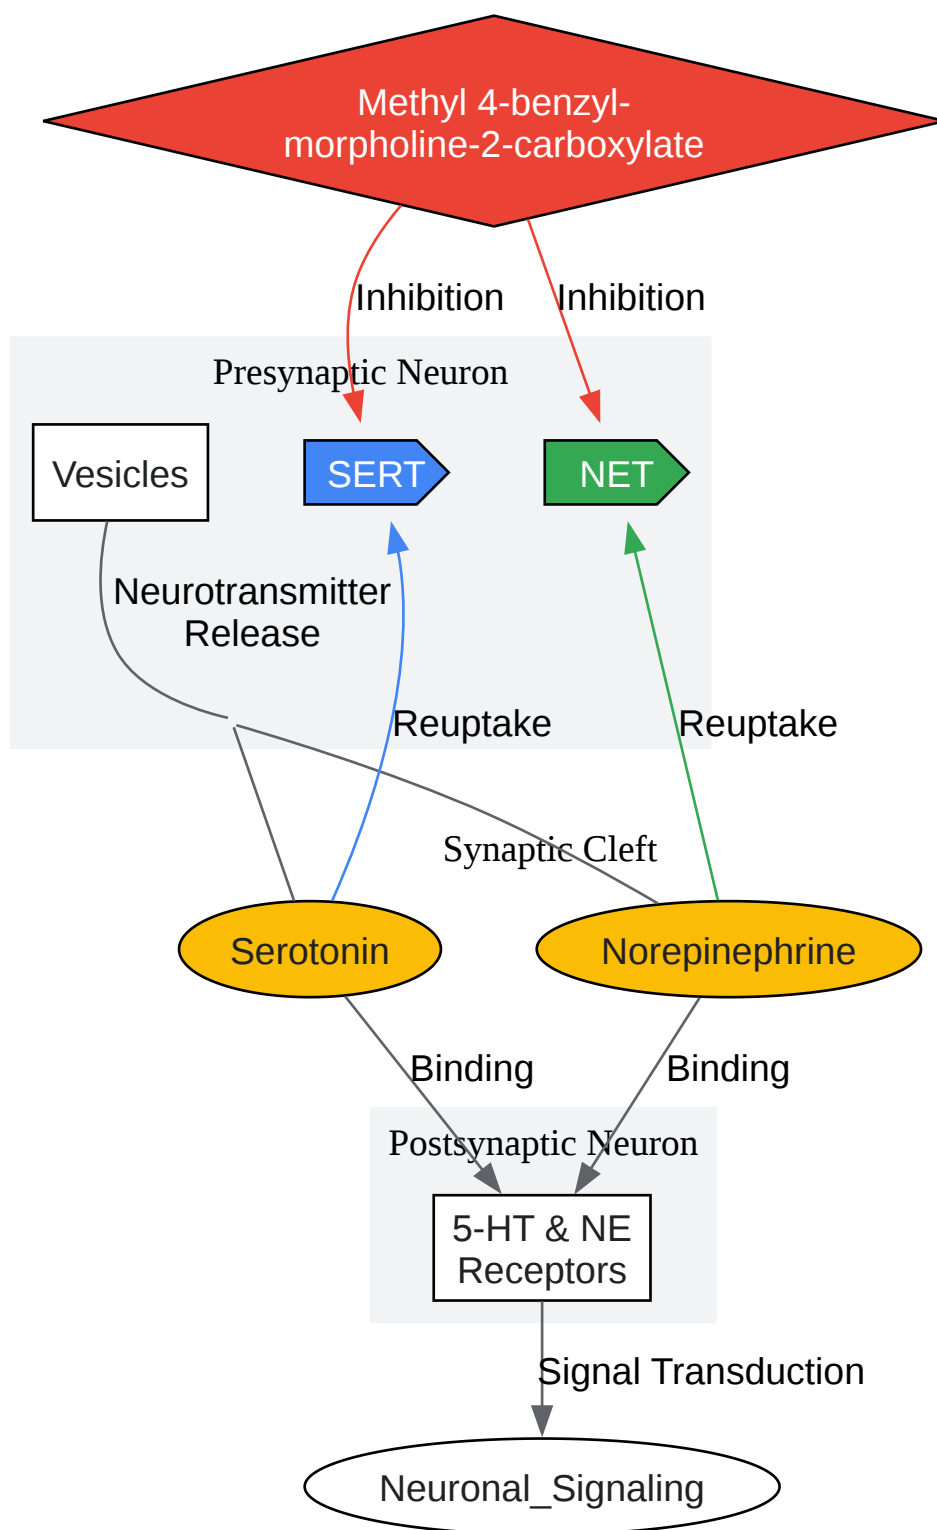 Methyl 4-benzyl-
morpholine-2-carboxylate
Inhibition
Inhibition
Presynaptic Neuron
Vesicles
SERT
NET
Neurotransmitter
Release
Reuptake
Reuptake
Synaptic Cleft
Serotonin
Norepinephrine
Binding
Binding
Postsynaptic Neuron
5-HT & NE
Receptors
Signal Transduction
Neuronal_Signaling